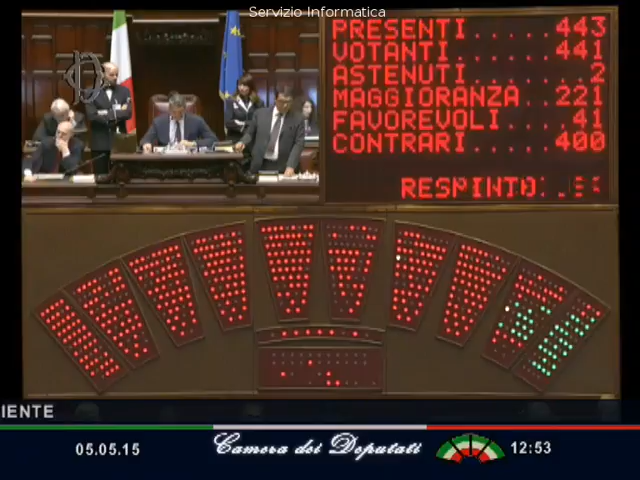 Servizio Informatica
PRESENTI.....443
VOTANTI.....441
ASTENUTI......2
MAGGIORANZA..221
FAVOREVOLI....41
CONTRARI.....400
RESPINTO
IENTE
05.05.15
Camera dei Deputati
12:53